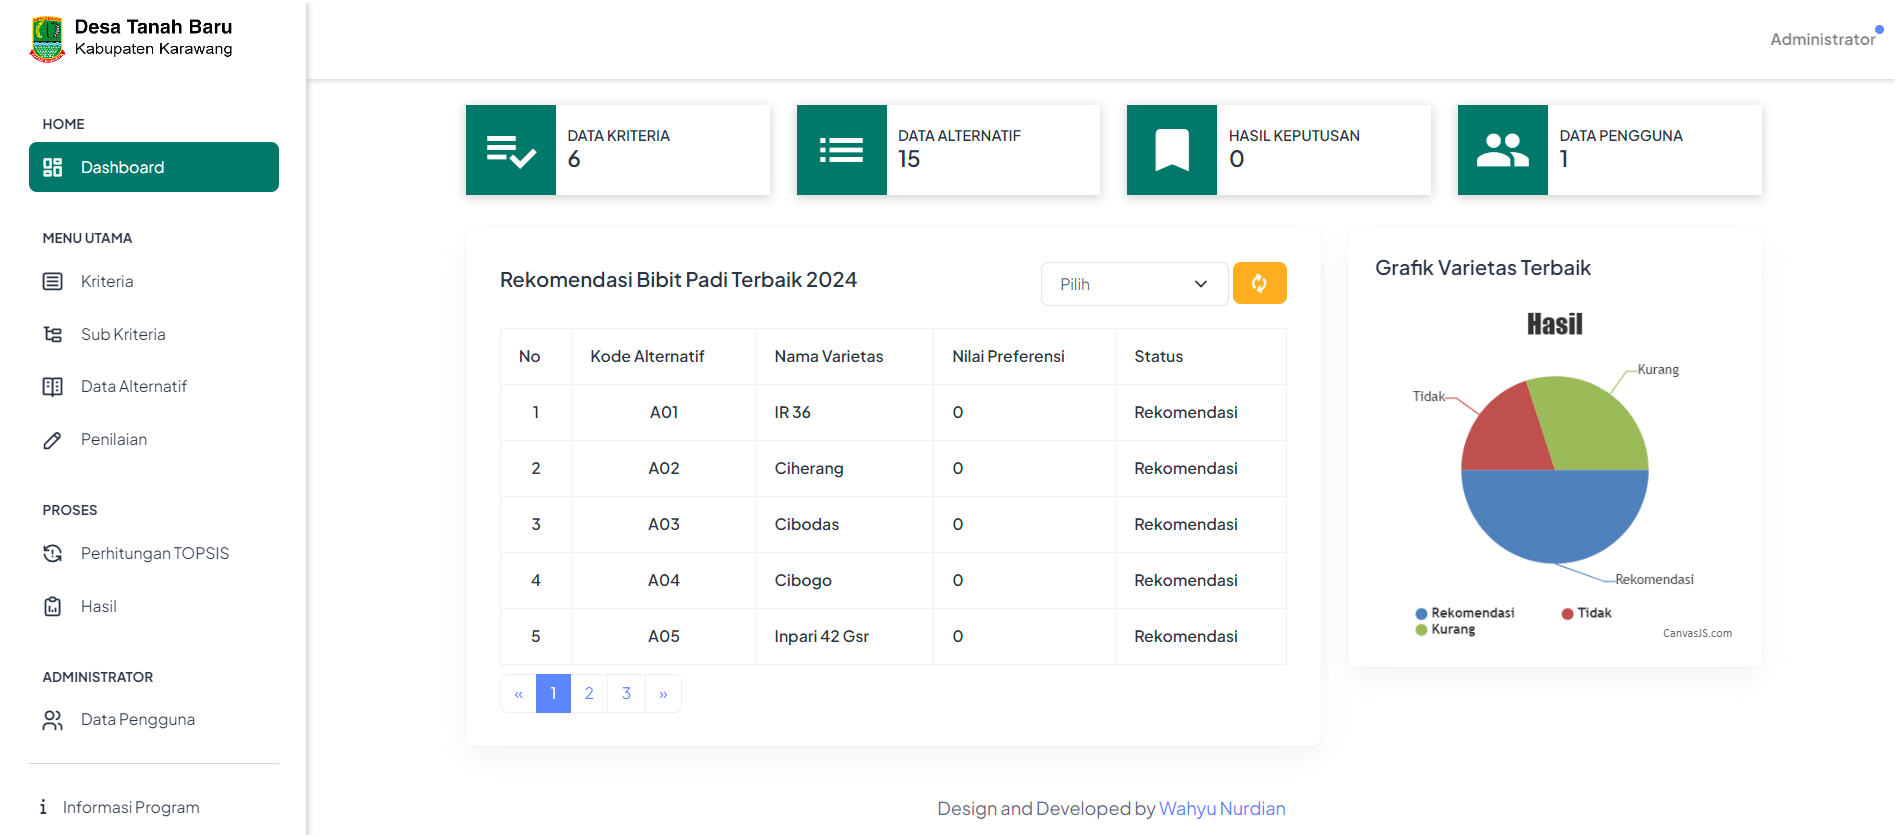 Desa Tanah Baru
Kabupaten Karawang
Administrator
HOME
Dashboard
MENU UTAMA
Kriteria
Sub Kriteria
Data Alternatif
Penilaian
PROSES
Perhitungan TOPSIS
Hasil
ADMINISTRATOR
Data Pengguna
Informasi Program
DATA KRITERIA
6
DATA ALTERNATIF
15
HASIL KEPUTUSAN
0
DATA PENGGUNA
1
Rekomendasi Bibit Padi Terbaik 2024
Pilih
No Kode Alternatif Nama Varietas Nilai Preferensi Status
1 A01 IR 36 0 Rekomendasi
2 A02 Ciherang 0 Rekomendasi
3 A03 Cibodas 0 Rekomendasi
4 A04 Cibogo 0 Rekomendasi
5 A05 Inpari 42 Gsr 0 Rekomendasi
« 1 2 3 »
Grafik Varietas Terbaik
Hasil
Kurang
Tidak
Rekomendasi
Rekomendasi Tidak
Kurang
CanvasJS.com
Design and Developed by Wahyu Nurdian